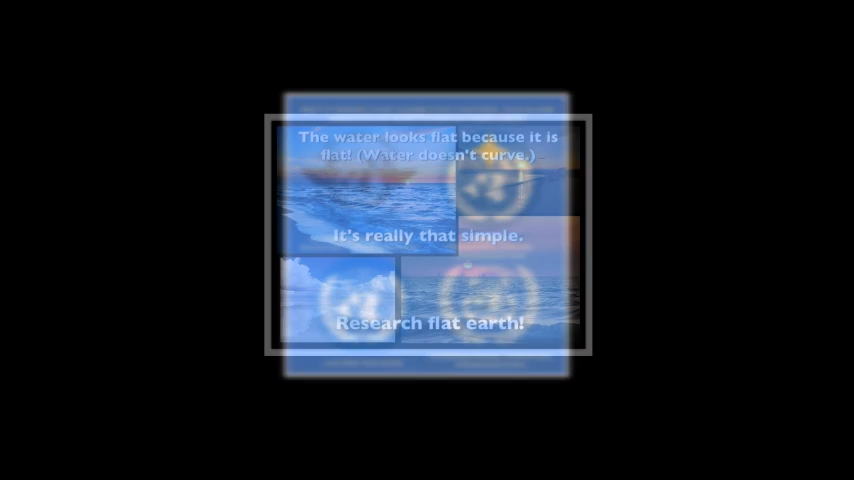 The water looks flat because it is
flat! (Water doesn't curve.)
It's really that simple.
Research flat earth!